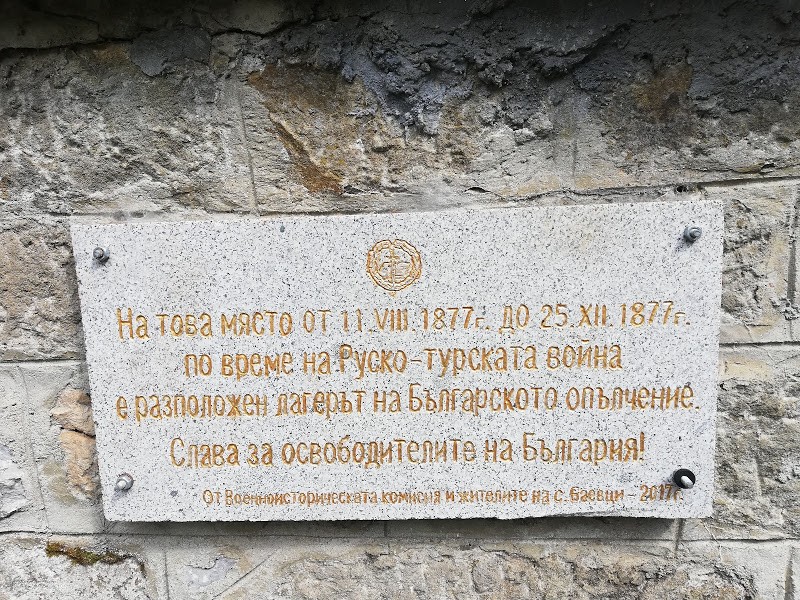 На това място от 11.VIII.1877г. до 25.XII.1877г.
по време на Руско-турската война
е разположен лагерът на Българското опълчение.
Слава за освободителите на България!
От Военноисторическата комисия и жителите на с. Баевци - 2017г.